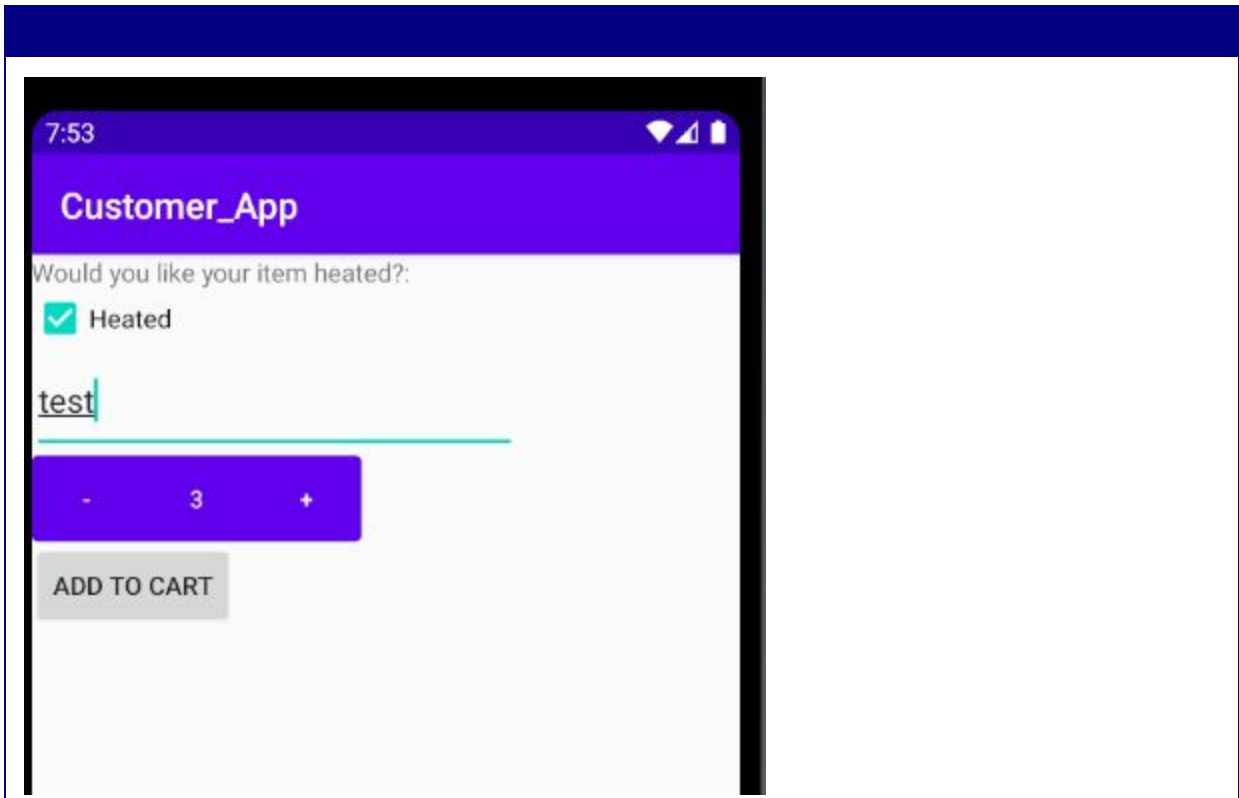 7:53
Customer_App
Would you like your item heated?:
Heated
test
- 3 +
ADD TO CART